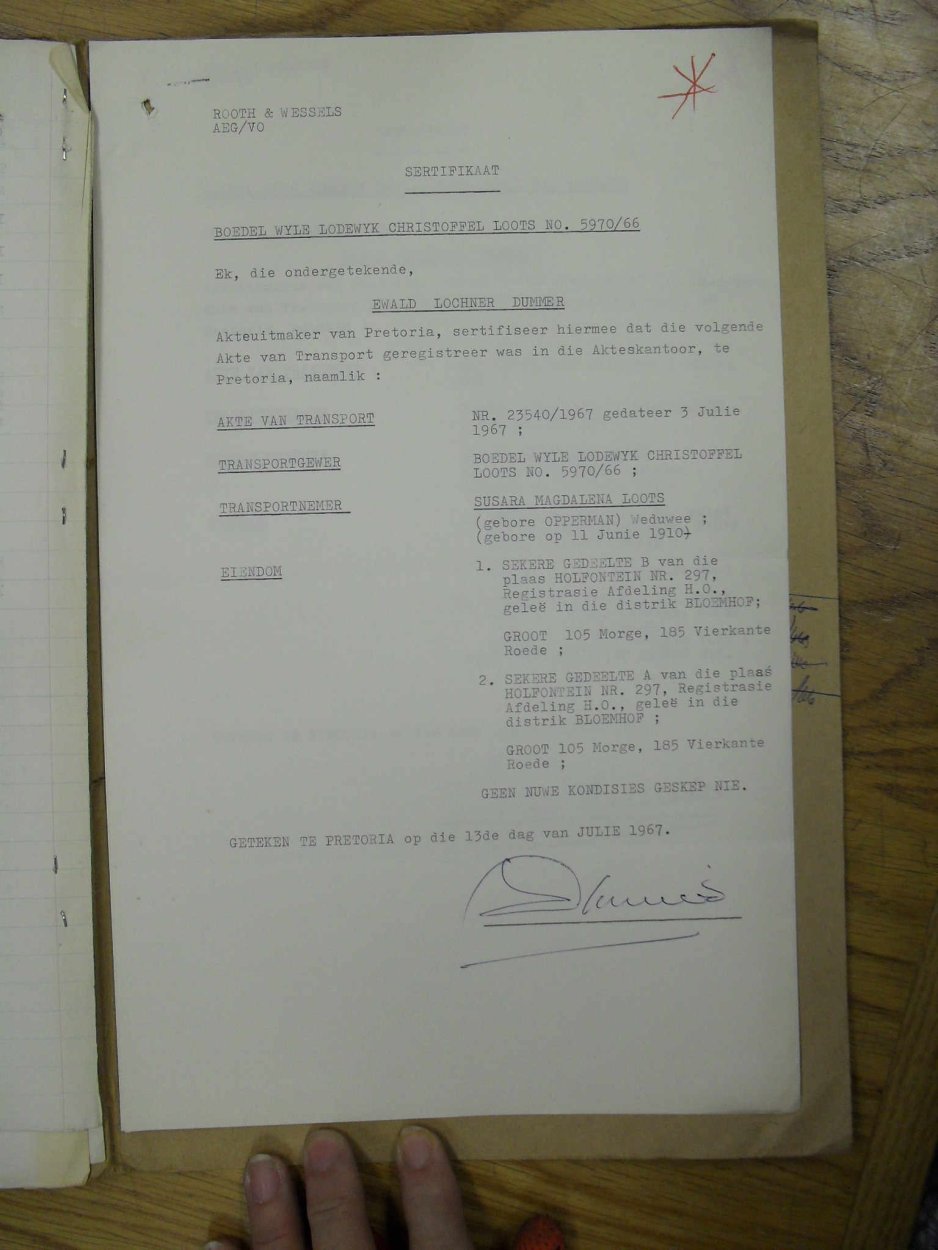 ROOTH & WESSELS
AEG/VO
SERTIFIKAAT
BOEDEL WYLE LODEWYK CHRISTOFFEL LOOTS NO. 5970/66
Ek, die ondergetekende,
EWALD LOCHNER DUMMER
Akteuitmaker van Pretoria, sertifiseer hiermee dat die volgende
Akte van Transport geregistreer was in die Akteskantoor, te
Pretoria, naamlik :
AKTE VAN TRANSPORT
NR. 23540/1967 gedateer 3 Julie
1967 ;
TRANSPORTGEWER
BOEDEL WYLE LODEWYK CHRISTOFFEL
LOOTS NO. 5970/66 ;
TRANSPORTNEMER
SUSARA MAGDALENA LOOTS
(gebore OPPERMAN) Weduwee ;
(gebore op 11 Junie 1910)
EIENDOM
1. SEKERE GEDEELTE B van die
plaas HOLFONTEIN NR. 297,
Registrasie Afdeling H.O.,
geleë in die distrik BLOEMHOF;
GROOT 105 Morge, 185 Vierkante
Roede ;
2. SEKERE GEDEELTE A van die plaas
HOLFONTEIN NR. 297, Registrasie
Afdeling H.O., geleë in die
distrik BLOEMHOF ;
GROOT 105 Morge, 185 Vierkante
Roede ;
GEEN NUWE KONDISIES GESKEP NIE.
GETEKEN TE PRETORIA op die 13de dag van JULIE 1967.